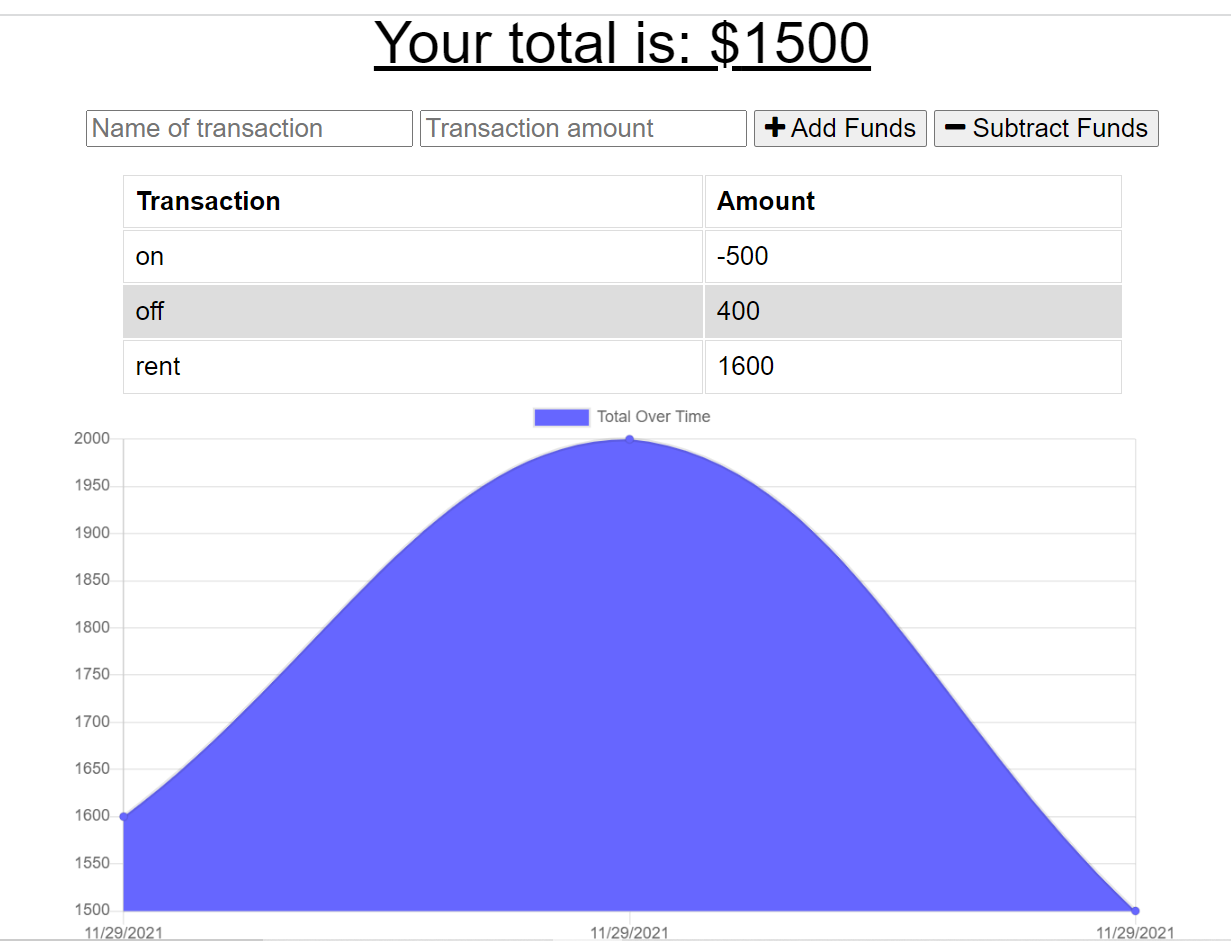 Your total is: $1500
Name of transaction Transaction amount Add Funds Subtract Funds
Transaction Amount
on -500
off 400
rent 1600
Total Over Time
2000
1950
1900
1850
1800
1750
1700
1650
1600
1550
1500
11/29/2021 11/29/2021 11/29/2021